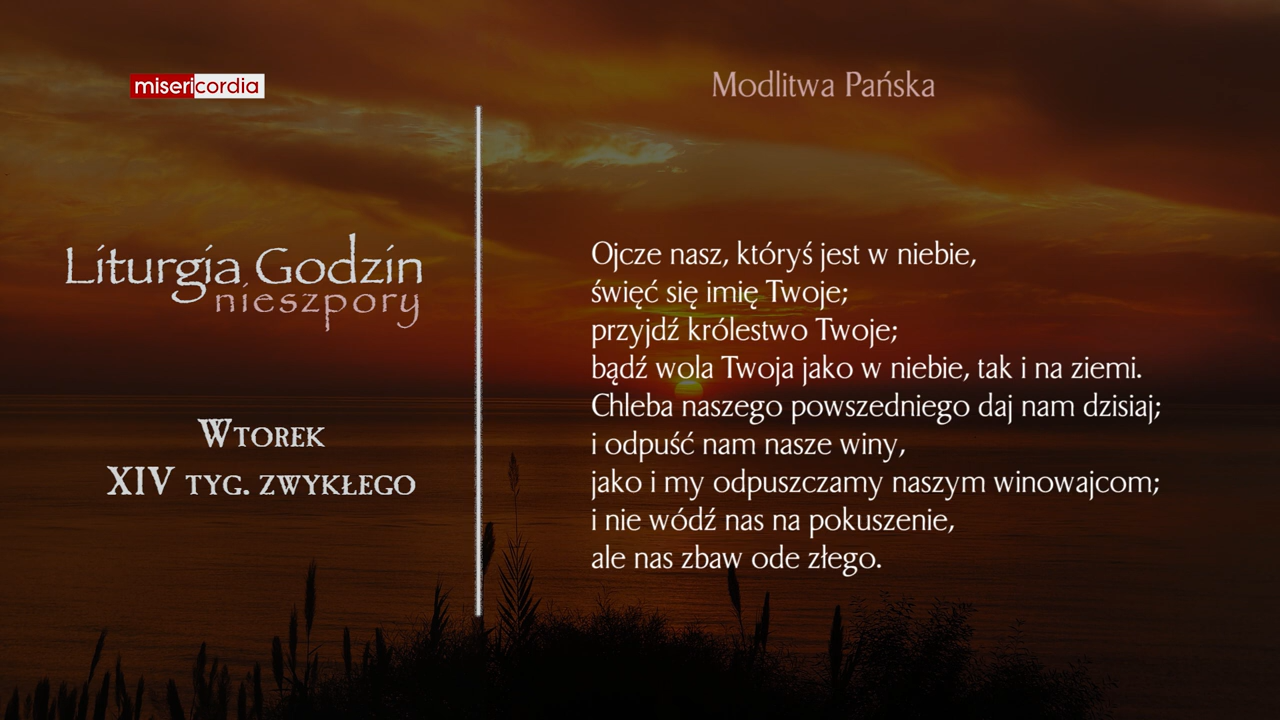 misericordia
Liturgia Godzin
nieszpory
Wtorek
XIV tyg. zwykłego
Modlitwa Pańska
Ojcze nasz, któryś jest w niebie,
święć się imię Twoje;
przyjdź królestwo Twoje;
bądź wola Twoja jako w niebie, tak i na ziemi.
Chleba naszego powszedniego daj nam dzisiaj;
i odpuść nam nasze winy,
jako i my odpuszczamy naszym winowajcom;
i nie wódź nas na pokuszenie,
ale nas zbaw ode złego.